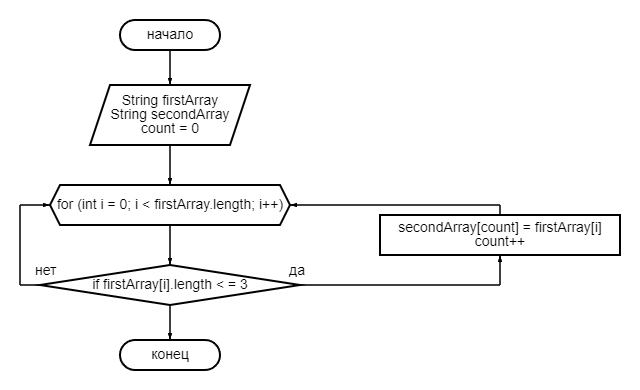 начало
String firstArray
String secondArray
count = 0
for (int i = 0; i < firstArray.length; i++)
secondArray[count] = firstArray[i]
count++
нет
да
if firstArray[i].length < = 3
конец